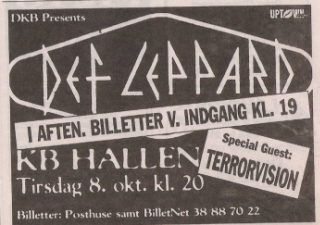 DKB Presents
UPTOWN
DEF LEPPARD
I AFTEN. BILLETTER V. INDGANG KL. 19
KB HALLEN
Special Guest:
TERRORVISION
Tirsdag 8. okt. kl. 20
Billetter: Posthuse samt BilletNet 38 88 70 22